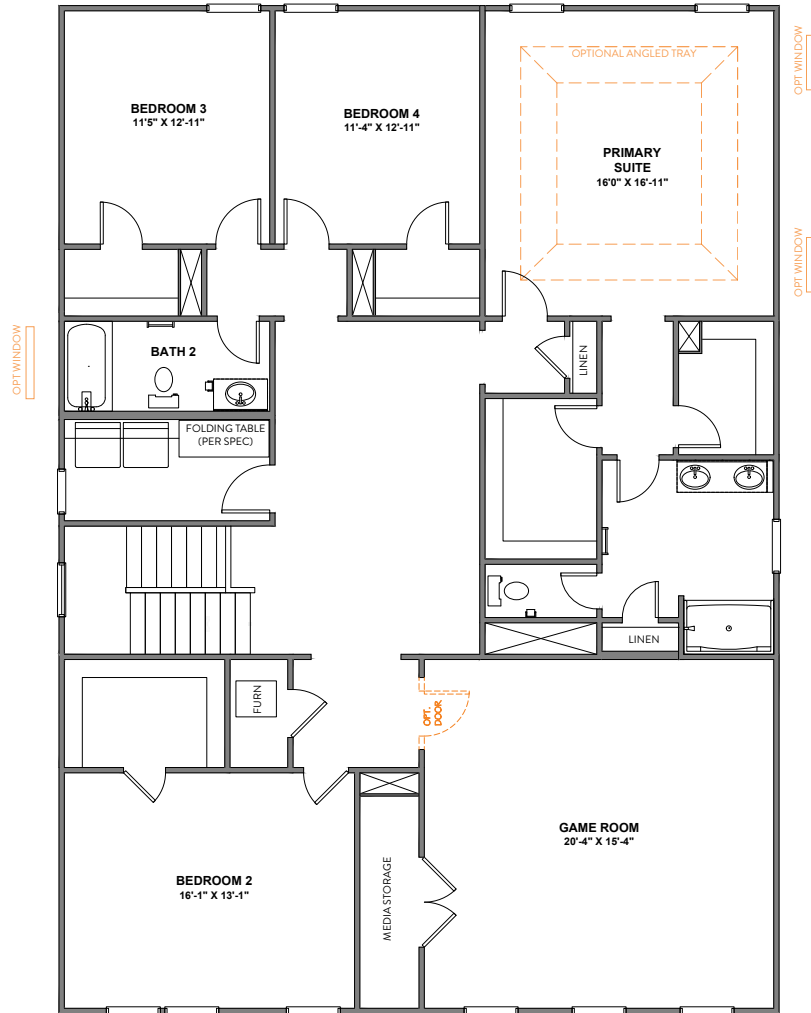 OPTIONAL ANGLED TRAY
OPT WINDOW
BEDROOM 3
11'5" X 12'-11"
BEDROOM 4
11'-4" X 12'-11"
PRIMARY
SUITE
16'0" X 16'-11"
OPT WINDOW
OPT WINDOW
BATH 2
LINEN
FOLDING TABLE
(PER SPEC)
LINEN
FURN
OPT.
DOOR
GAME ROOM
20'-4" X 15'-4"
BEDROOM 2
16'-1" X 13'-1"
MEDIA STORAGE